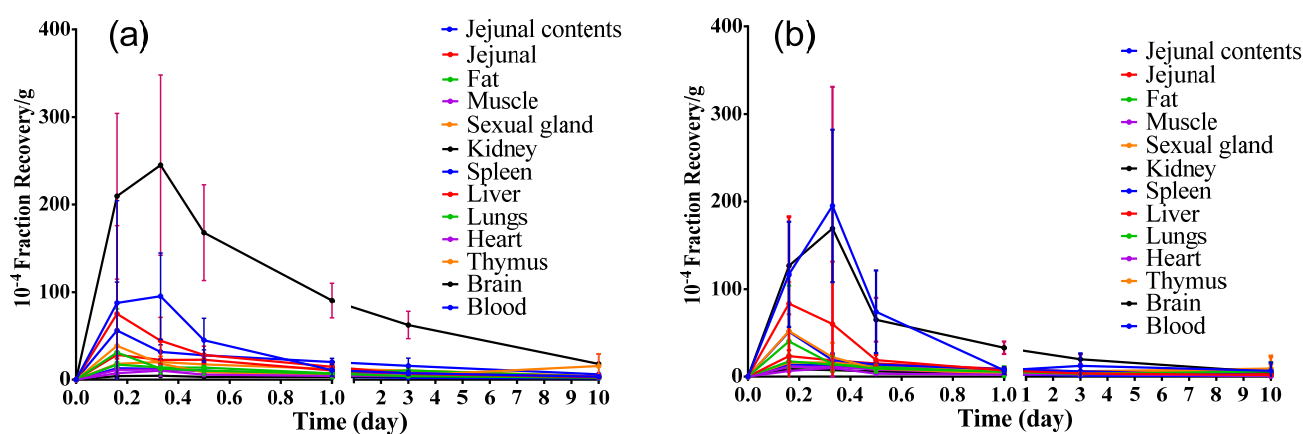 (a)
400
300
200
100
0
10⁻⁴ Fraction Recovery/g
0.0 0.2 0.4 0.6 0.8 1.0 2 3 4 5 6 7 8 9 10
Time (day)
Jejunal contents
Jejunal
Fat
Muscle
Sexual gland
Kidney
Spleen
Liver
Lungs
Heart
Thymus
Brain
Blood
(b)
400
300
200
100
0
10⁻⁴ Fraction Recovery/g
0.0 0.2 0.4 0.6 0.8 1.0 1 2 3 4 5 6 7 8 9 10
Time (day)
Jejunal contents
Jejunal
Fat
Muscle
Sexual gland
Kidney
Spleen
Liver
Lungs
Heart
Thymus
Brain
Blood